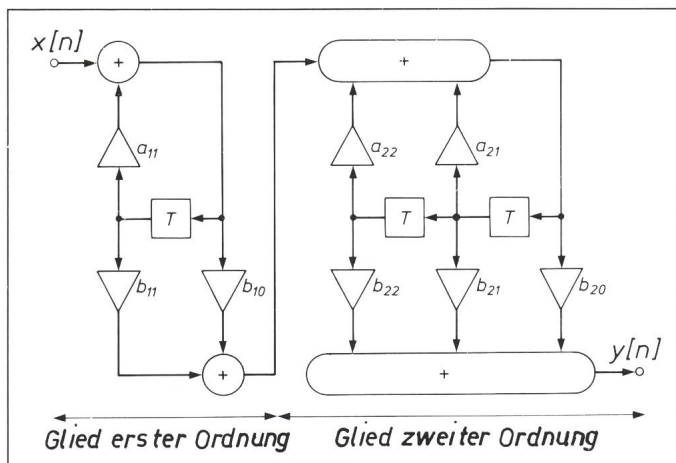 x[n]
+
+
a₁₁
a₂₂
a₂₁
T
T
T
b₁₁
b₁₀
b₂₂
b₂₁
b₂₀
+
+
y[n]
Glied erster Ordnung
Glied zweiter Ordnung